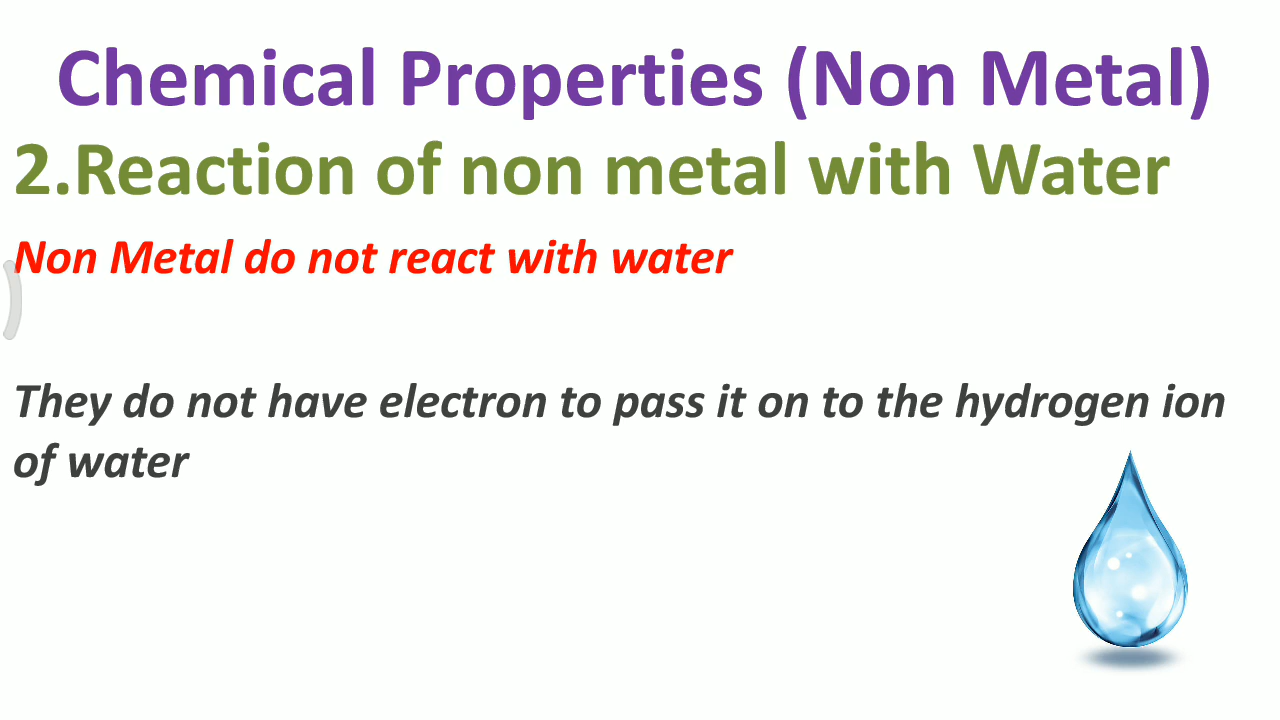 Chemical Properties (Non Metal)
2.Reaction of non metal with Water
Non Metal do not react with water
They do not have electron to pass it on to the hydrogen ion
of water